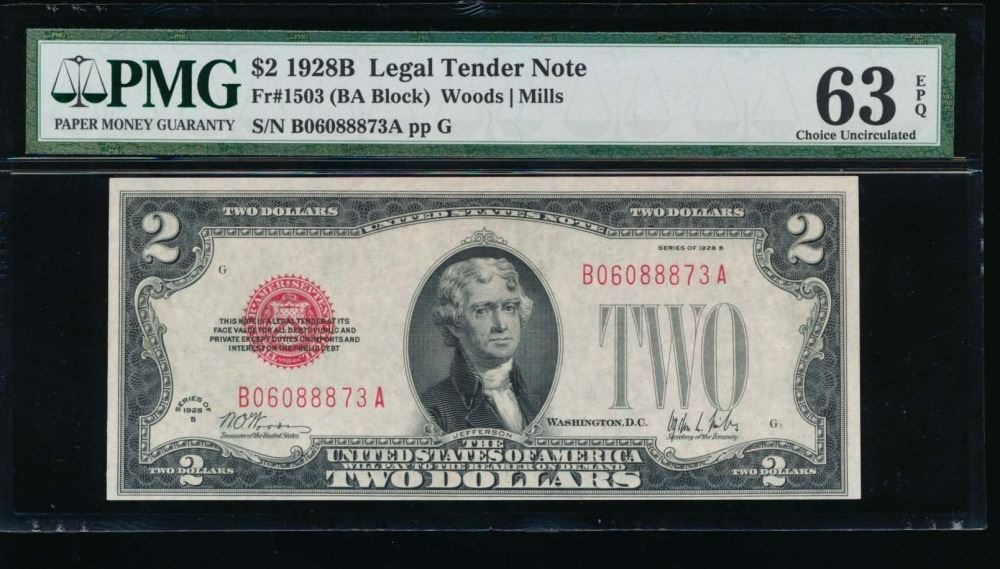 PMG
PAPER MONEY GUARANTY
$2 1928B Legal Tender Note
Fr#1503 (BA Block) Woods | Mills
S/N B06088873A pp G
63
EPQ
Choice Uncirculated
2
TWO DOLLARS
TWO DOLLARS
2
UNITED STATES NOTE
SERIES OF 1928 B
G
B06088873A
THIS NOTE IS A LEGAL TENDER AT ITS
FACE VALUE FOR ALL DEBTS PUBLIC AND
PRIVATE EXCEPT DUTIES ON IMPORTS AND
INTEREST ON THE PUBLIC DEBT
TWO
B06088873A
SERIES OF
1928
B
Treasurer of the United States
WASHINGTON, D.C.
Secretary of the Treasury
G
JEFFERSON
THE
UNITED STATES OF AMERICA
WILL PAY TO THE BEARER ON DEMAND
TWO DOLLARS
TWO DOLLARS
2
TWO DOLLARS
2